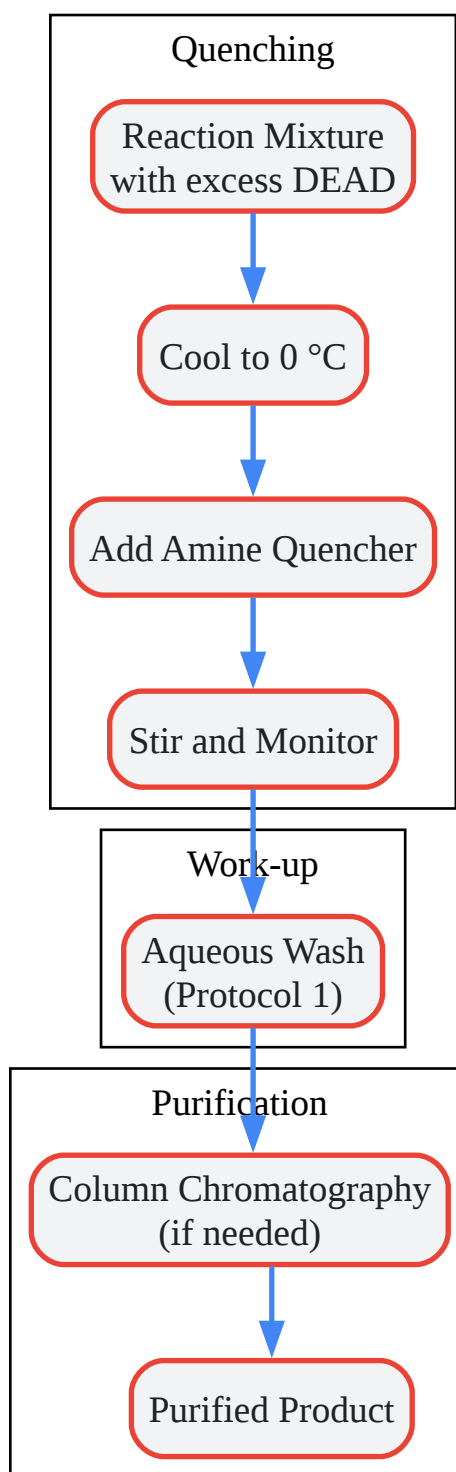 Quenching
Reaction Mixture
with excess DEAD
Cool to 0 °C
Add Amine Quencher
Stir and Monitor
Work-up
Aqueous Wash
(Protocol 1)
Purification
Column Chromatography
(if needed)
Purified Product